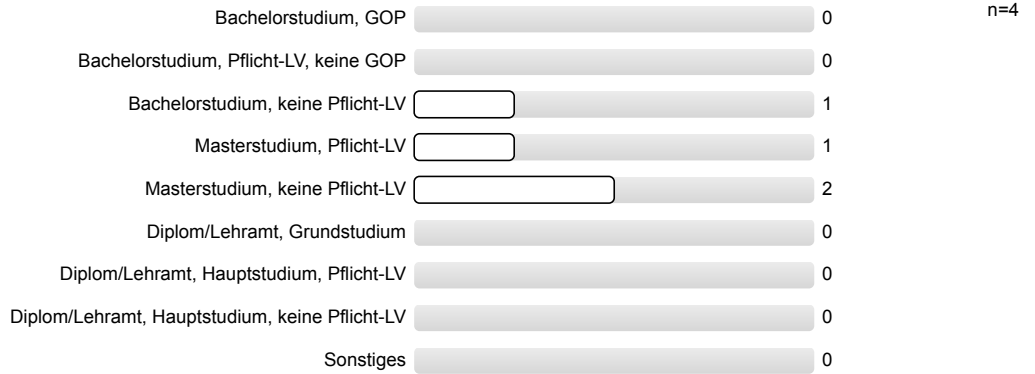 Bachelorstudium, GOP 0 n=4
Bachelorstudium, Pflicht-LV, keine GOP 0
Bachelorstudium, keine Pflicht-LV 1
Masterstudium, Pflicht-LV 1
Masterstudium, keine Pflicht-LV 2
Diplom/Lehramt, Grundstudium 0
Diplom/Lehramt, Hauptstudium, Pflicht-LV 0
Diplom/Lehramt, Hauptstudium, keine Pflicht-LV 0
Sonstiges 0